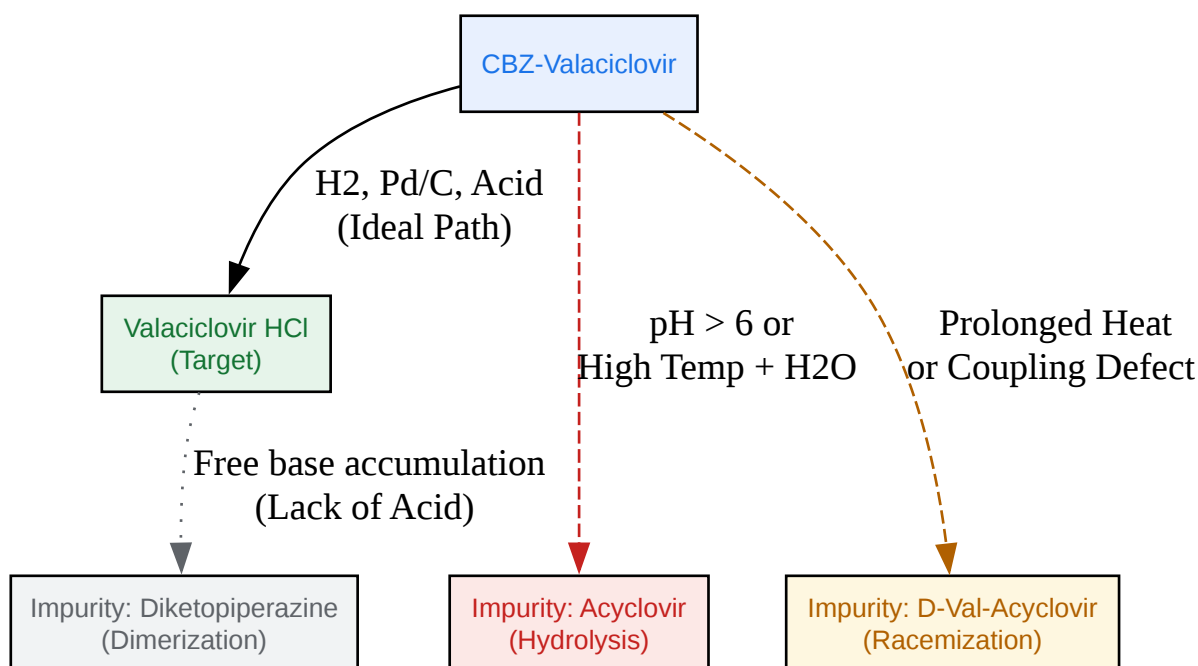 CBZ-Valaciclovir
H2, Pd/C, Acid
(Ideal Path)
Valaciclovir HCl
(Target)
pH > 6 or
High Temp + H2O
Prolonged Heat
or Coupling Defect
Free base accumulation
(Lack of Acid)
Impurity: Diketopiperazine
(Dimerization)
Impurity: Acyclovir
(Hydrolysis)
Impurity: D-Val-Acyclovir
(Racemization)